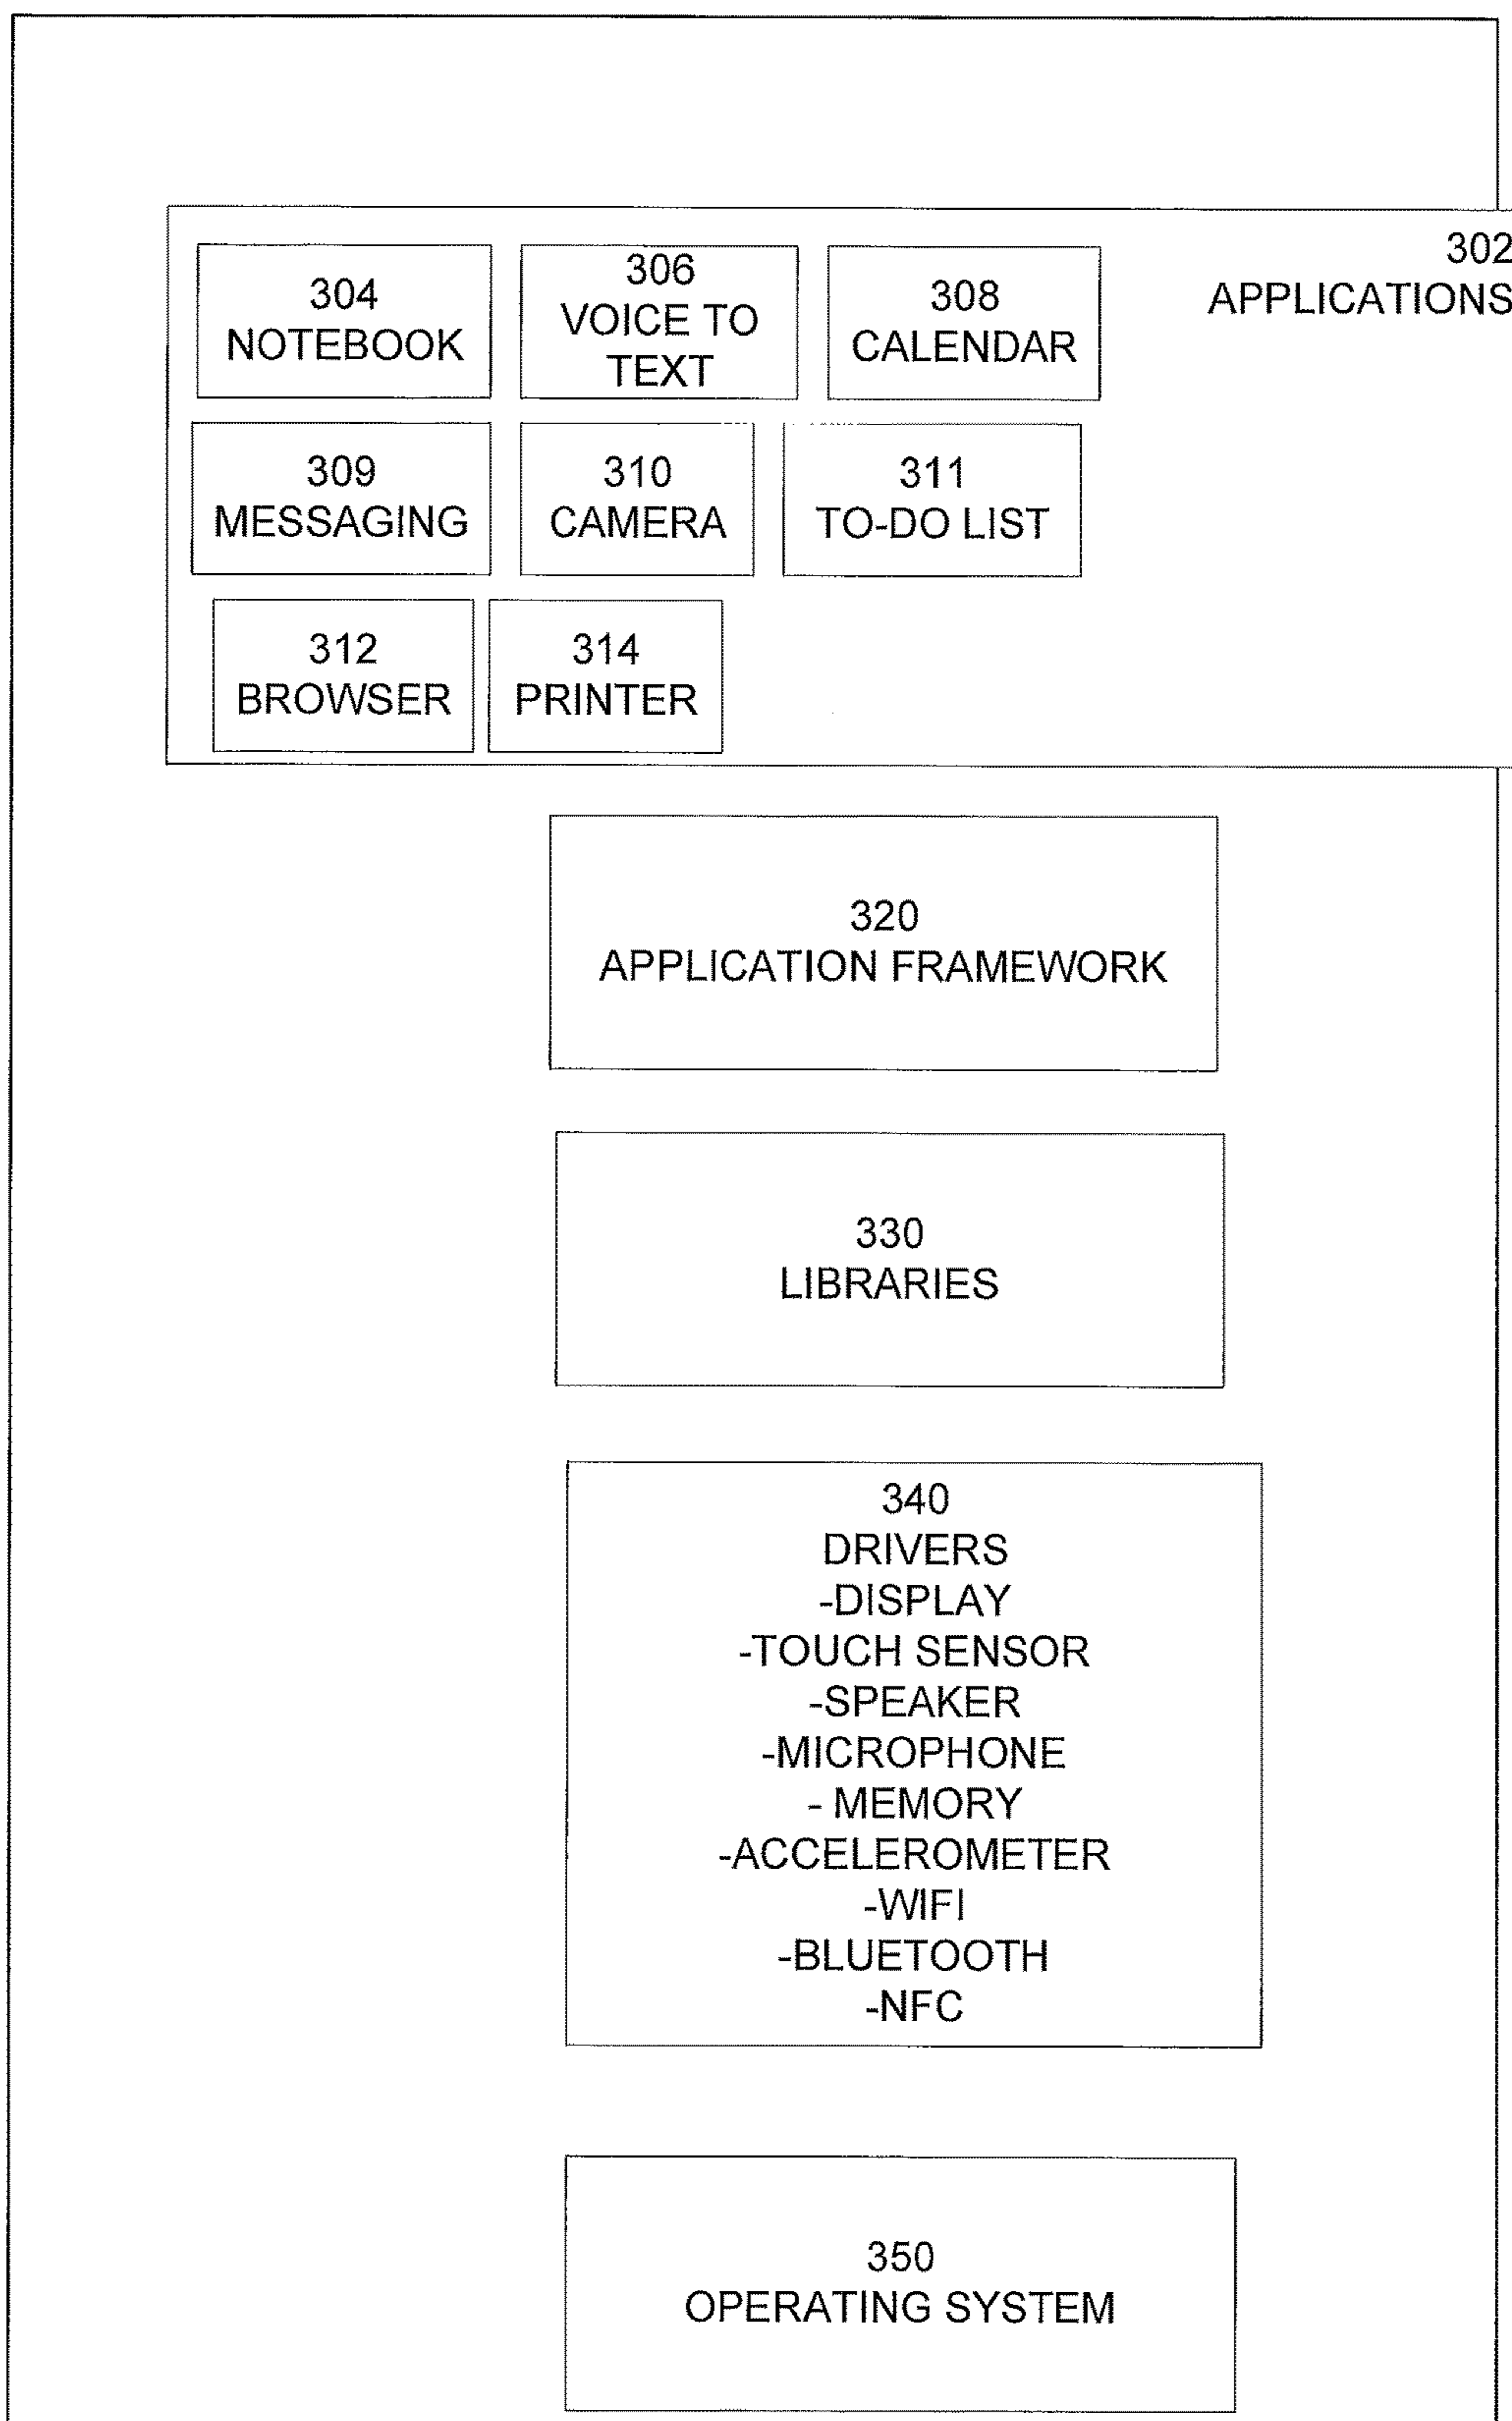 302
APPLICATIONS
304
NOTEBOOK
306
VOICE TO
TEXT
308
CALENDAR
309
MESSAGING
310
CAMERA
311
TO-DO LIST
312
BROWSER
314
PRINTER
320
APPLICATION FRAMEWORK
330
LIBRARIES
340
DRIVERS
-DISPLAY
-TOUCH SENSOR
-SPEAKER
-MICROPHONE
- MEMORY
-ACCELEROMETER
-WIFI
-BLUETOOTH
-NFC
350
OPERATING SYSTEM